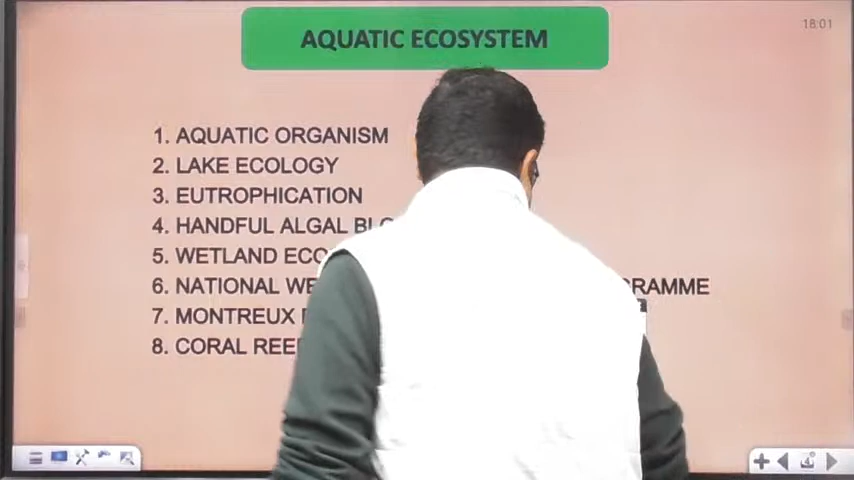 AQUATIC ECOSYSTEM
18:01
1. AQUATIC ORGANISM
2. LAKE ECOLOGY
3. EUTROPHICATION
4. HANDFUL ALGAL
5. WETLAND
6. NATIONAL
7. MONTREUX
8. CORAL